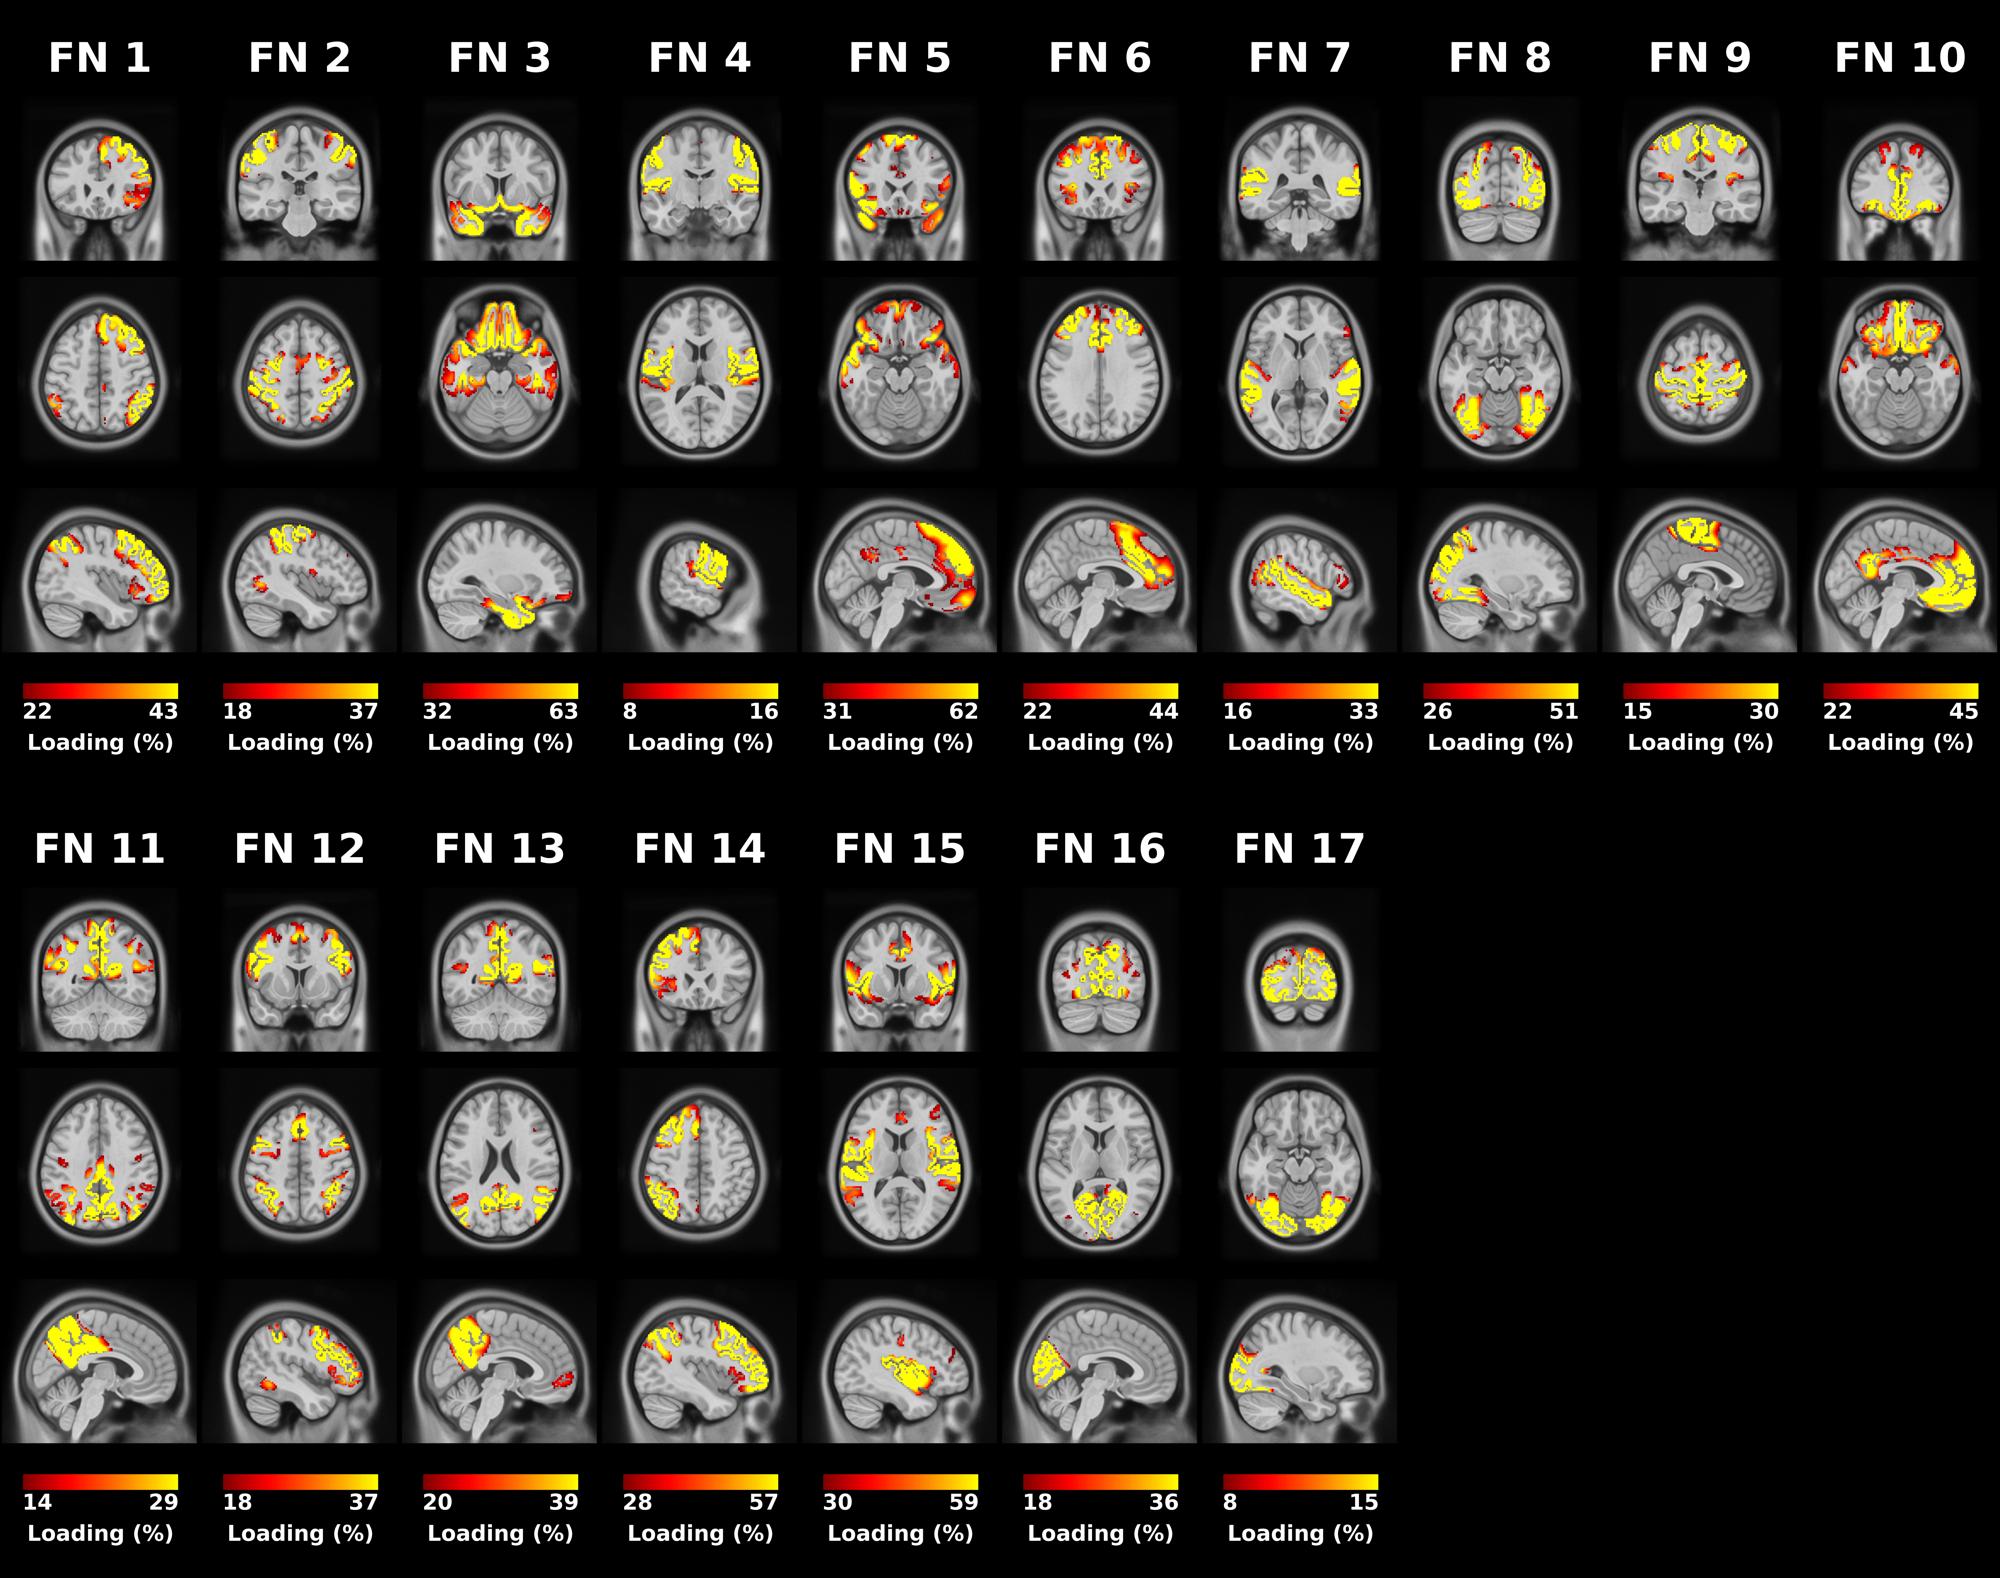 FN 1 FN 2 FN 3 FN 4 FN 5 FN 6 FN 7 FN 8 FN 9 FN 10
22 43 18 37 32 63 8 16 31 62 22 44 16 33 26 51 15 30 22 45
Loading (%) Loading (%) Loading (%) Loading (%) Loading (%) Loading (%) Loading (%) Loading (%) Loading (%) Loading (%)
FN 11 FN 12 FN 13 FN 14 FN 15 FN 16 FN 17
14 29 18 37 20 39 28 57 30 59 18 36 8 15
Loading (%) Loading (%) Loading (%) Loading (%) Loading (%) Loading (%) Loading (%)